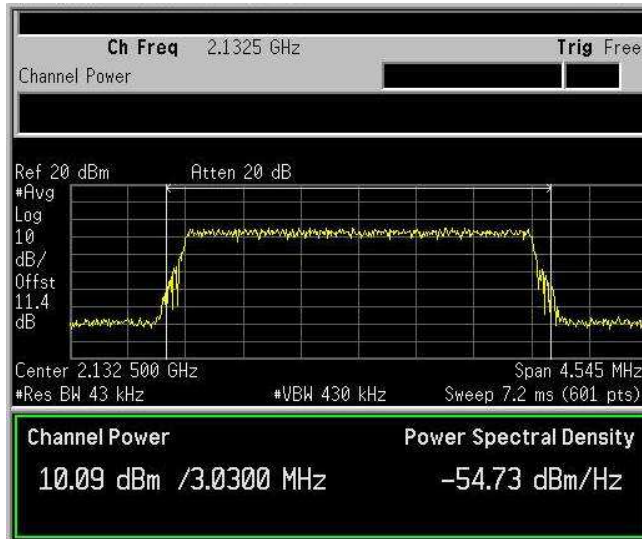 Ch Freq 2.1325 GHz Trig Free
Channel Power
Ref 20 dBm Atten 20 dB
#Avg
Log
10
dB/
Offst
11.4
dB
Center 2.132 500 GHz Span 4.545 MHz
#Res BW 43 kHz #VBW 430 kHz Sweep 7.2 ms (601 pts)
Channel Power Power Spectral Density
10.09 dBm /3.0300 MHz -54.73 dBm/Hz